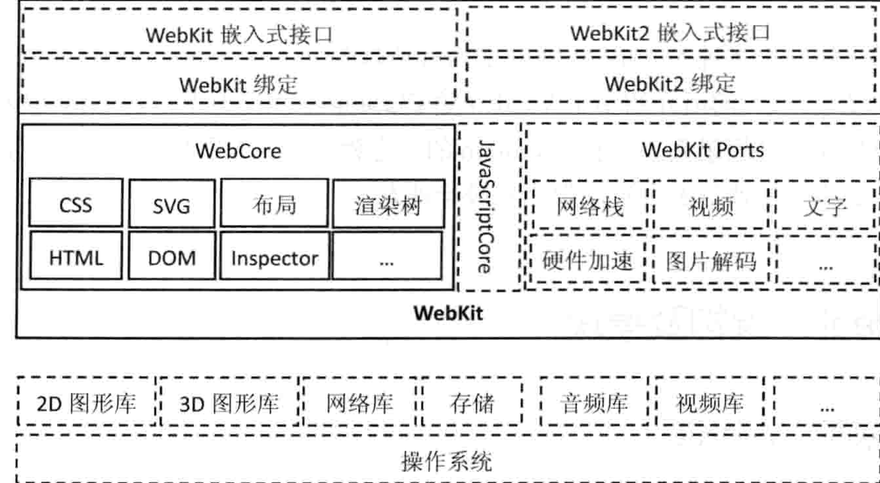 WebKit 嵌入式接口
WebKit2 嵌入式接口
WebKit 绑定
WebKit2 绑定
WebCore
JavaScriptCore
WebKit Ports
CSS
SVG
布局
渲染树
网络栈
视频
文字
HTML
DOM
Inspector
...
硬件加速
图片解码
...
WebKit
2D 图形库
3D 图形库
网络库
存储
音频库
视频库
...
操作系统